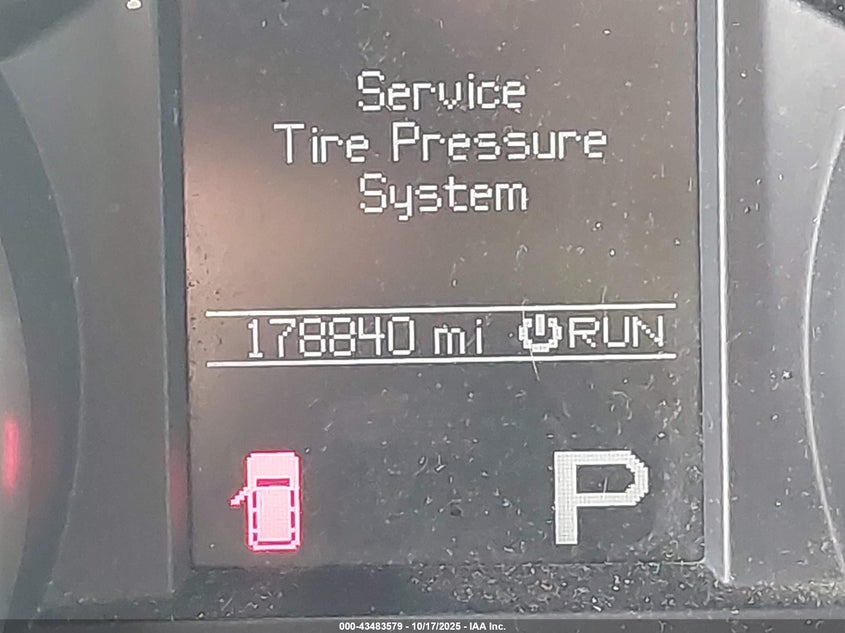 Service
Tire Pressure
System
178840 mi RUN
P
000-43483579 - 10/17/2025 - IAA Inc.